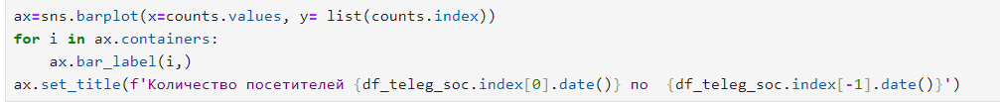 ax=sns.barplot(x=counts.values, y= list(counts.index))
for i in ax.containers:
    ax.bar_label(i,)
ax.set_title(f'Количество посетителей {df_teleg_soc.index[0].date()} по  {df_teleg_soc.index[-1].date()}')